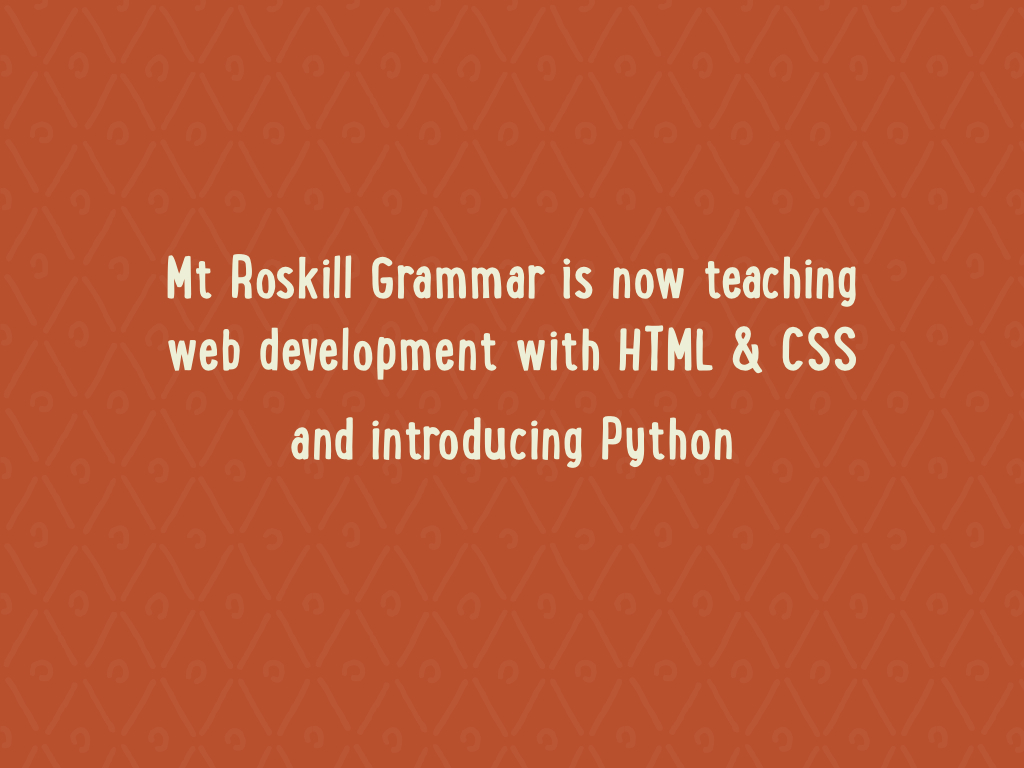 Mt Roskill Grammar is now teaching
web development with HTML & CSS
and introducing Python